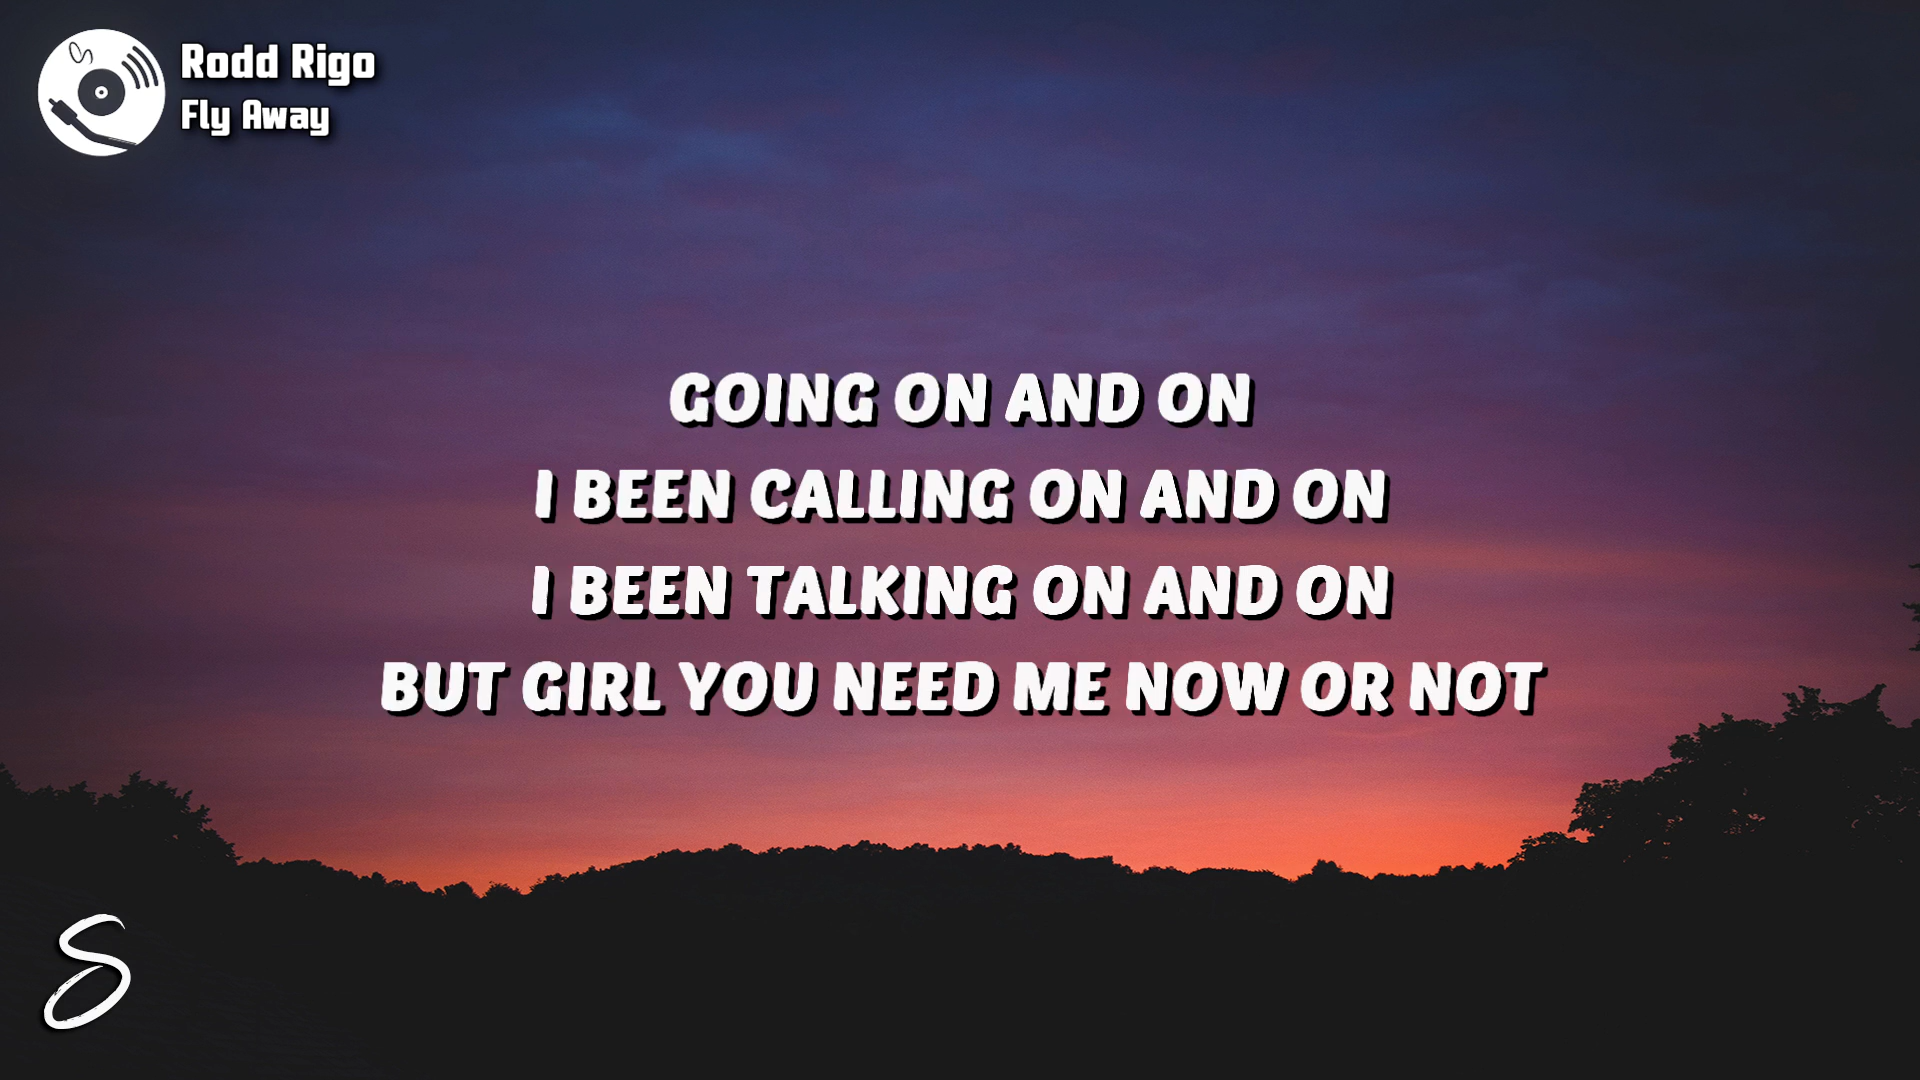 Rodd Rigo
Fly Away
GOING ON AND ON
I BEEN CALLING ON AND ON
I BEEN TALKING ON AND ON
BUT GIRL YOU NEED ME NOW OR NOT
S